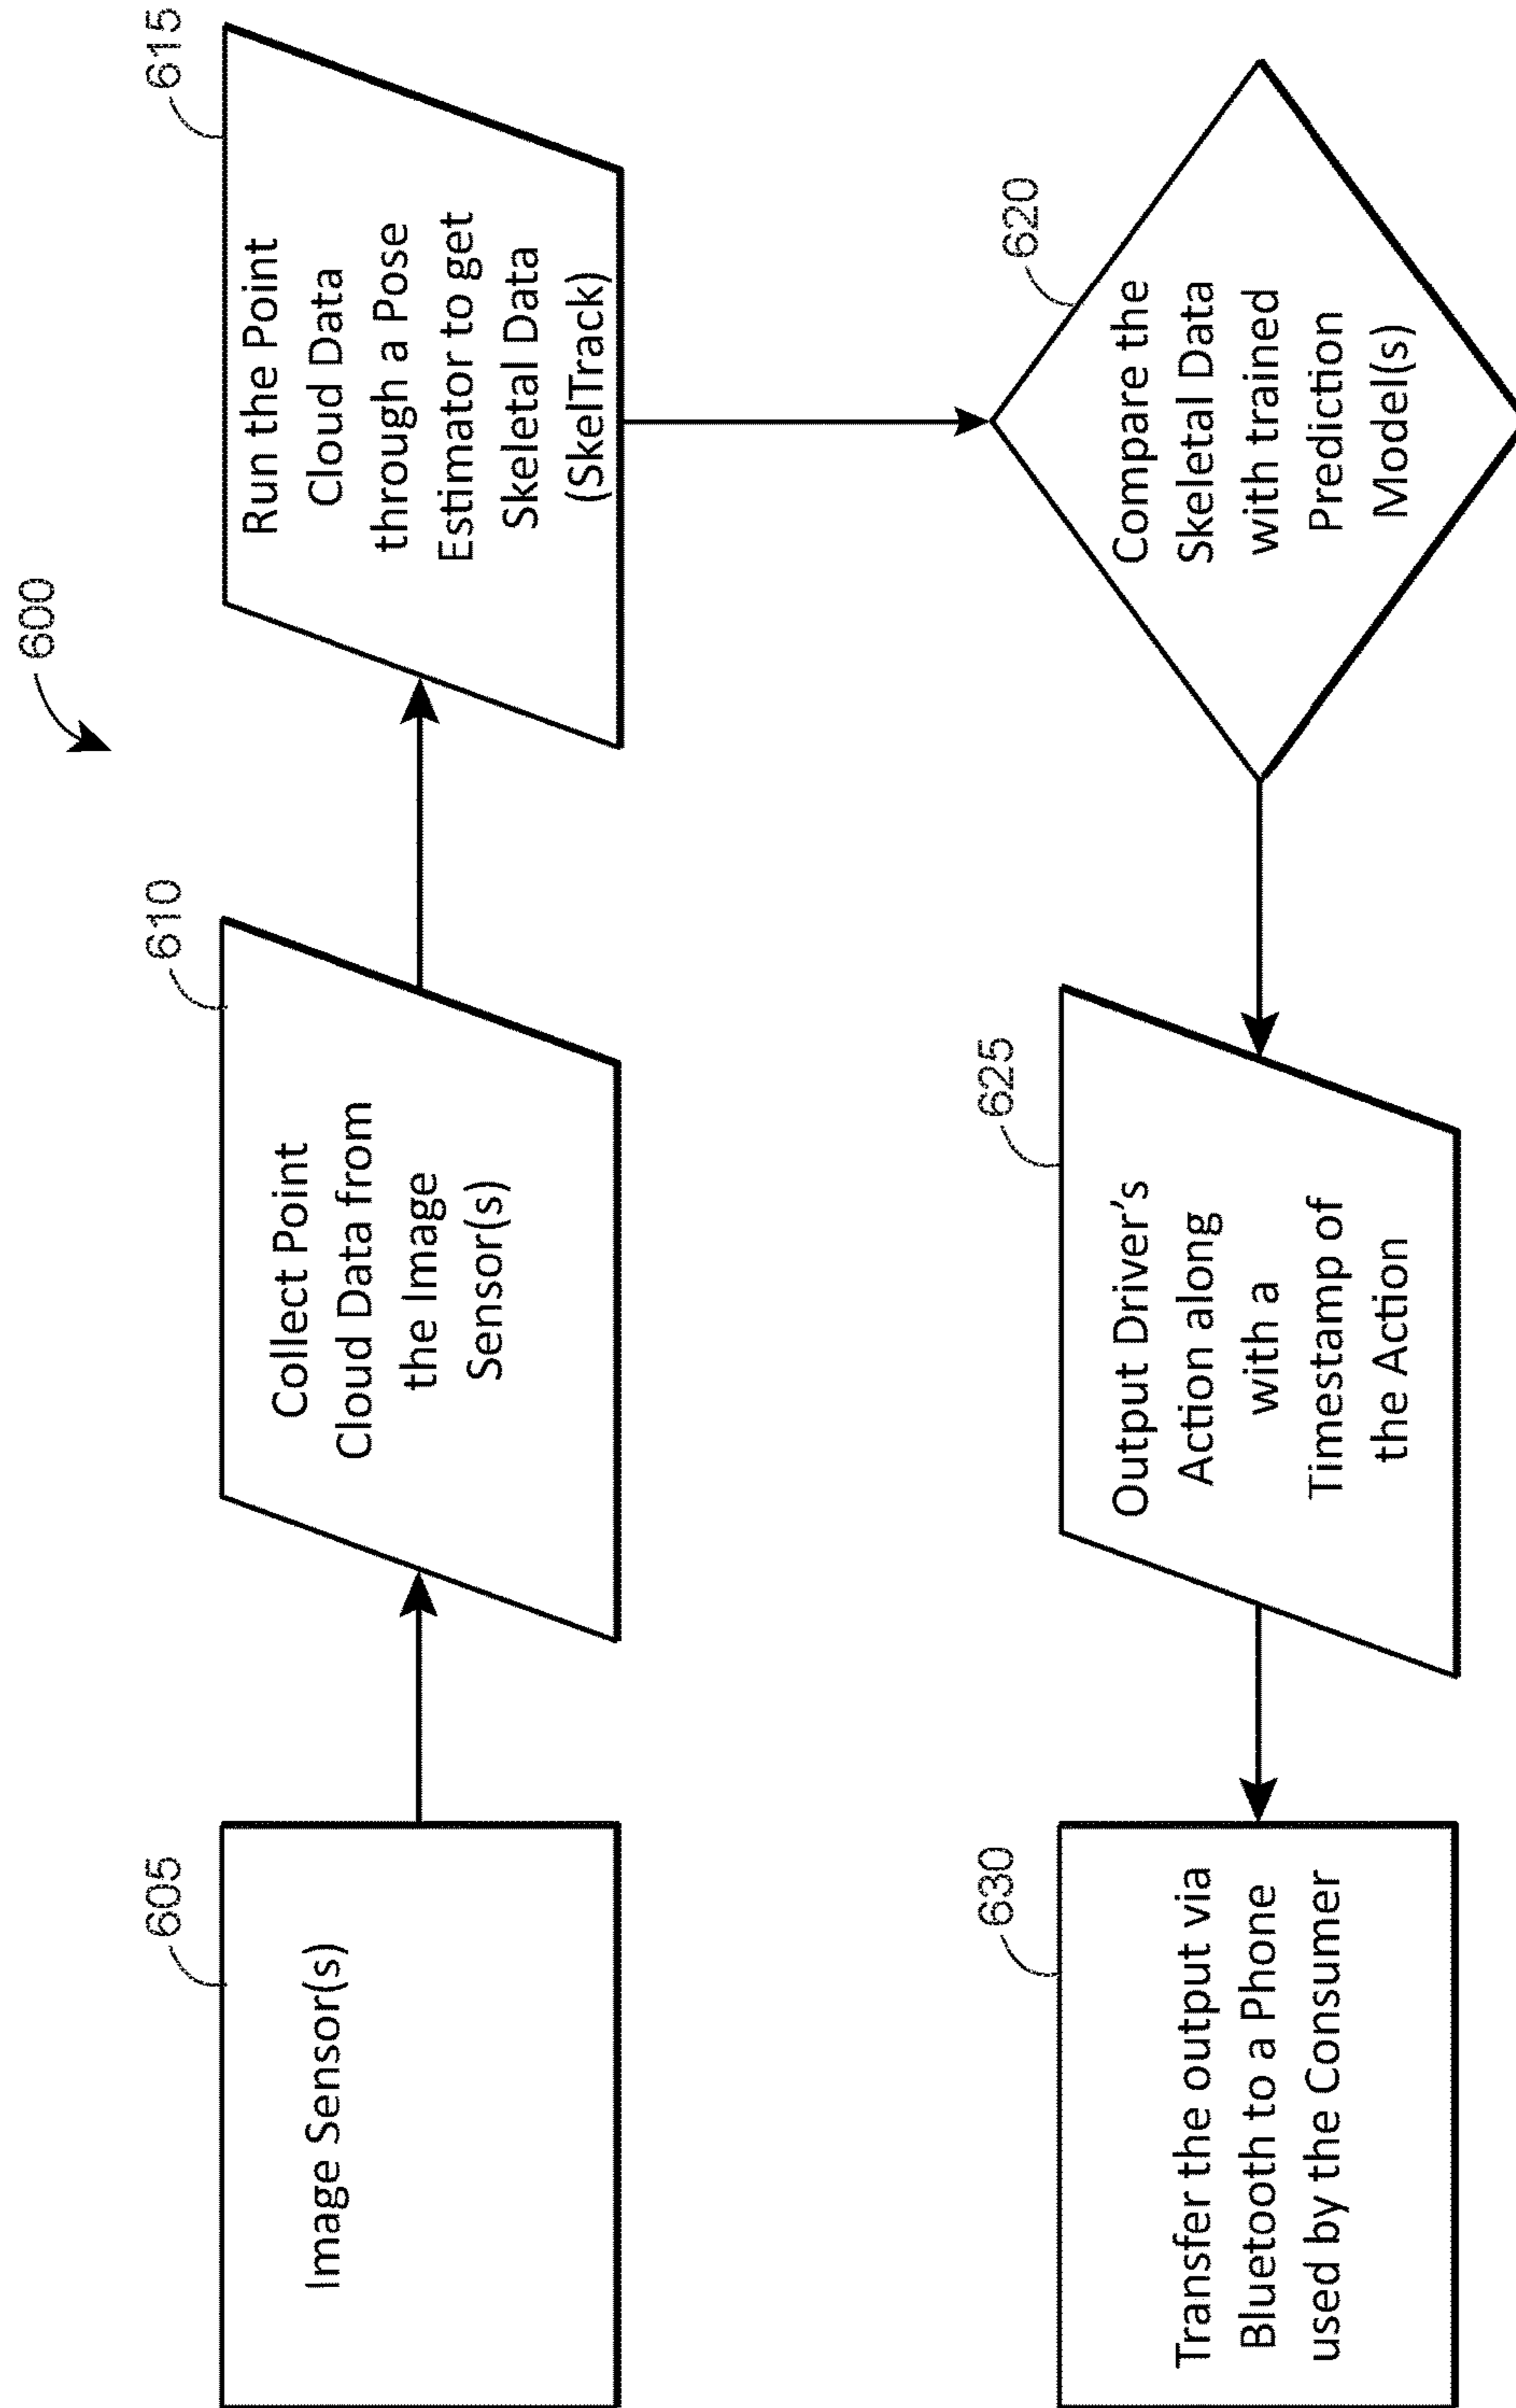 600
605
Image Sensor(s)
610
Collect Point
Cloud Data from
the Image
Sensor(s)
615
Run the Point
Cloud Data
through a Pose
Estimator to get
Skeletal Data
(SkelTrack)
620
Compare the
Skeletal Data
with trained
Prediction
Model(s)
625
Output Driver’s
Action along
with a
Timestamp of
the Action
630
Transfer the output via
Bluetooth to a Phone
used by the Consumer